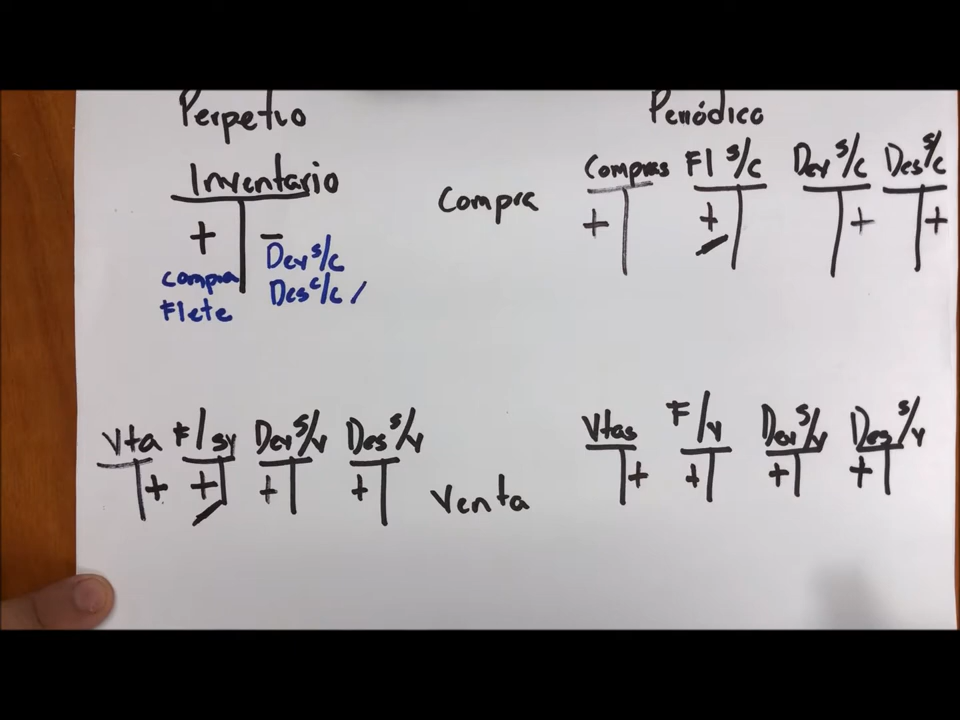 Perpetuo
Periódico
Inventario
Compra
Compras
Fl s/c
Dev s/c
Des s/c
+
-
+
+
+
+
Dev s/c
compra
Des c/c /
Flete
Vta
F/sv
Dev s/v
Des s/v
Venta
Vtas
F/v
Dev s/v
Des s/v
+
+
+
+
+
+
+
+